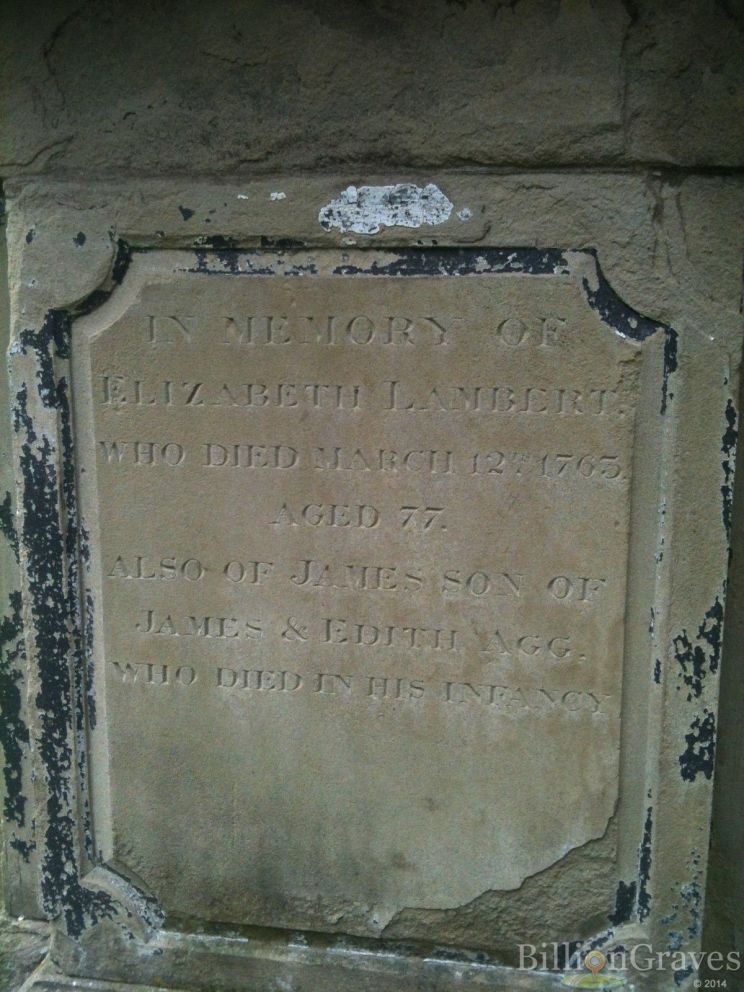 IN MEMORY OF
ELIZABETH LAMBERT.
WHO DIED MARCH 12TH 1763.
AGED 77.
ALSO OF JAMES SON OF
JAMES & EDITH AGG.
WHO DIED IN HIS INFANCY
BillionGraves
© 2014